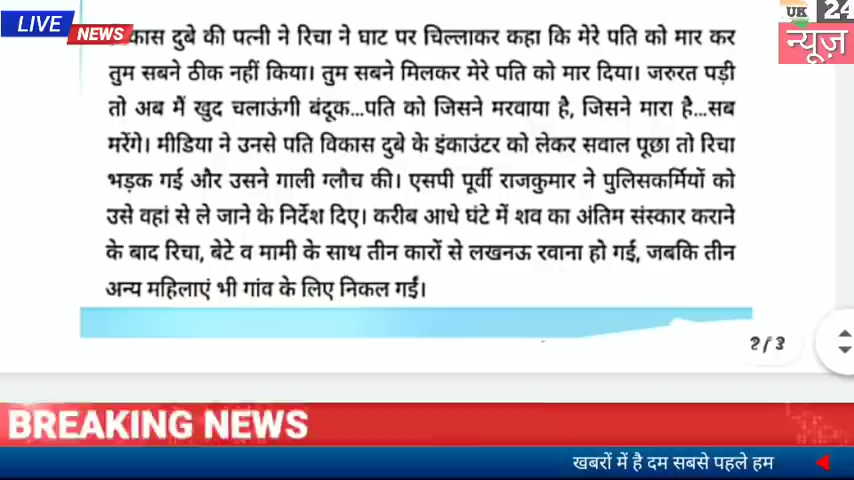 LIVE
NEWS
UK 24
न्यूज़
कास दुबे की पत्नी ने रिचा ने घाट पर चिल्लाकर कहा कि मेरे पति को मार कर
तुम सबने ठीक नहीं किया। तुम सबने मिलकर मेरे पति को मार दिया। जरुरत पड़ी
तो अब मैं खुद चलाऊंगी बंदूक...पति को जिसने मरवाया है, जिसने मारा है...सब
मरेंगे। मीडिया ने उनसे पति विकास दुबे के इंकाउंटर को लेकर सवाल पूछा तो रिचा
भड़क गई और उसने गाली ग्लौच की। एसपी पूर्वी राजकुमार ने पुलिसकर्मियों को
उसे वहां से ले जाने के निर्देश दिए। करीब आधे घंटे में शव का अंतिम संस्कार कराने
के बाद रिचा, बेटे व मामी के साथ तीन कारों से लखनऊ रवाना हो गई, जबकि तीन
अन्य महिलाएं भी गांव के लिए निकल गईं।
2/3
BREAKING NEWS
खबरों में है दम सबसे पहले हम